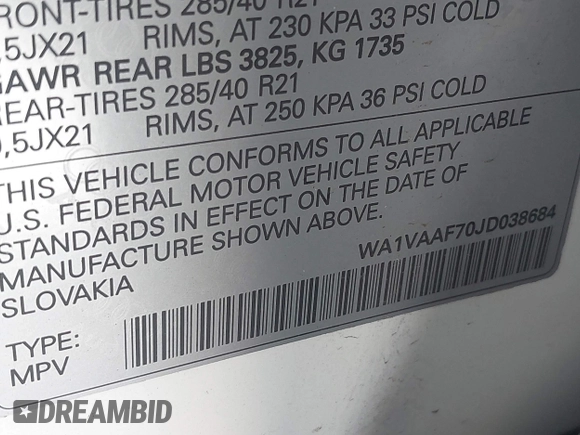 RONT-TIRES 285/40 R21
,5JX21 RIMS, AT 230 KPA 33 PSI COLD
GAWR REAR LBS 3825, KG 1735
REAR-TIRES 285/40 R21
,5JX21 RIMS, AT 250 KPA 36 PSI COLD
THIS VEHICLE CONFORMS TO ALL APPLICABLE
U.S. FEDERAL MOTOR VEHICLE SAFETY
STANDARDS IN EFFECT ON THE DATE OF
MANUFACTURE SHOWN ABOVE.
SLOVAKIA
WA1VAAF70JD038684
TYPE:
MPV
DREAMBID